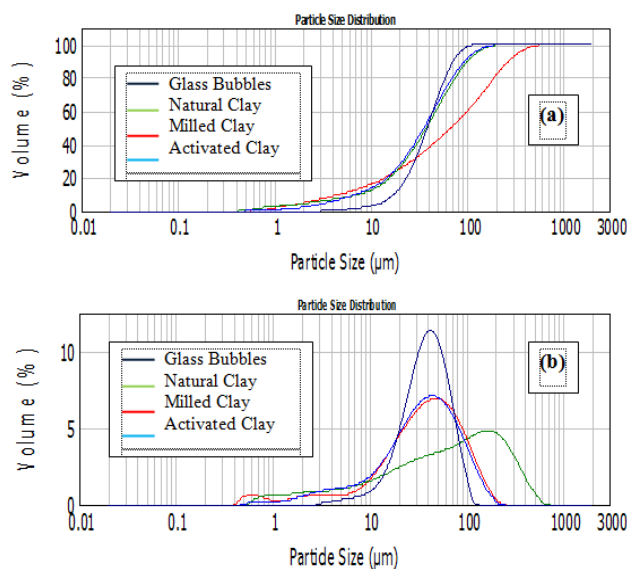 Particle Size Distribution
100
80
60
40
20
0
Volume (%)
Glass Bubbles
Natural Clay
Milled Clay
Activated Clay
(a)
0.01 0.1 1 10 100 1000 3000
Particle Size (µm)
Particle Size Distribution
10
5
0
Volume (%)
Glass Bubbles
Natural Clay
Milled Clay
Activated Clay
(b)
0.01 0.1 1 10 100 1000 3000
Particle Size (µm)